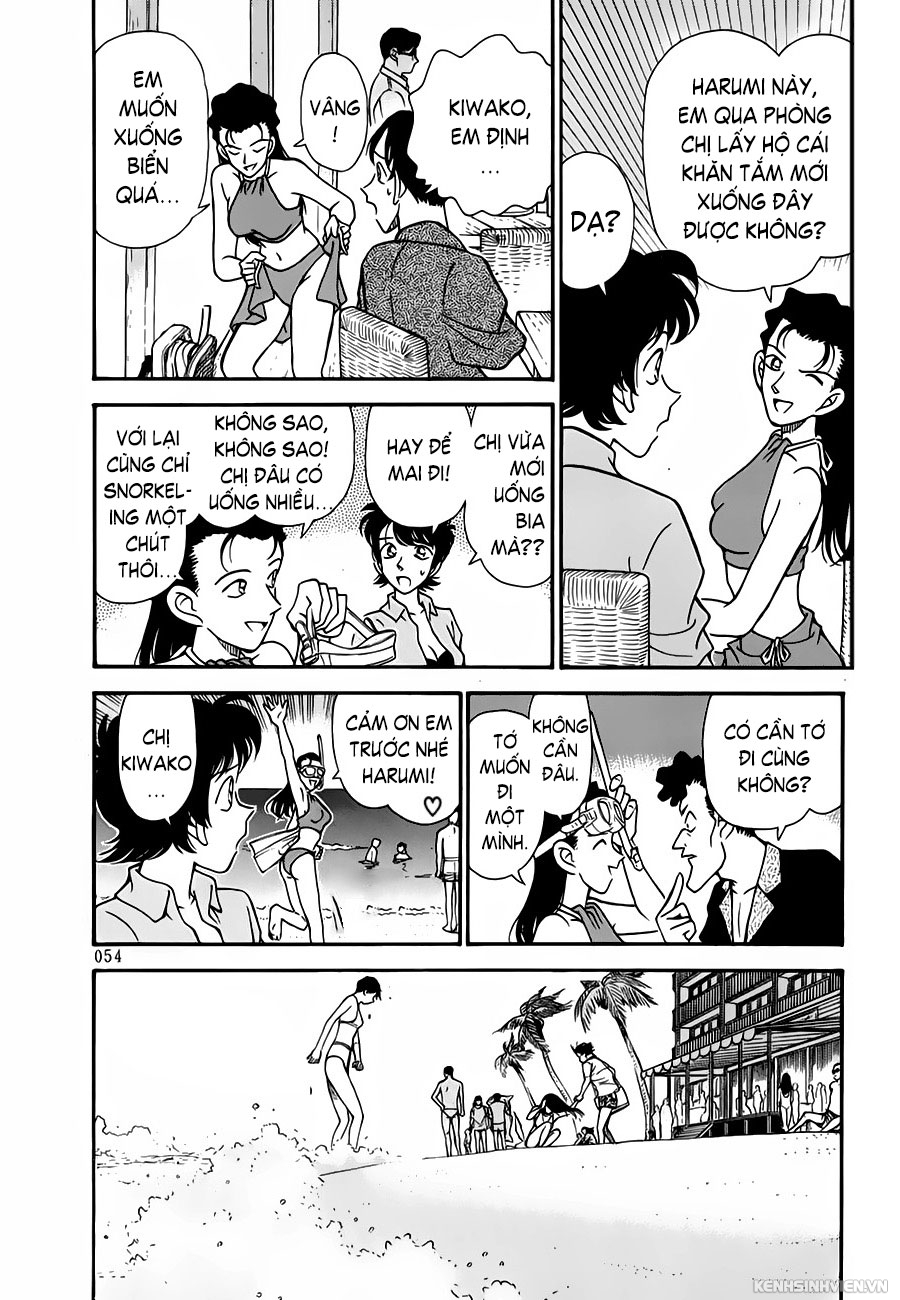 HARUMI NÀY,
EM QUA PHÒNG
CHỊ LẤY HỘ CÁI
KHĂN TẮM MỚI
XUỐNG ĐÂY
ĐƯỢC KHÔNG?
DẠ?
KIWAKO,
EM ĐỊNH
...
VÂNG
!
EM
MUỐN
XUỐNG
BIỂN
QUÁ...
CHỊ VỪA
MỚI
UỐNG
BIA
MÀ??
HAY ĐỂ
MAI ĐI!
KHÔNG SAO,
KHÔNG SAO!
CHỊ ĐÂU CÓ
UỐNG NHIỀU...
VỚI LẠI
CŨNG CHỈ
SNORKEL-
ING MỘT
CHÚT
THÔI...
CÓ CẦN TỚ
ĐI CÙNG
KHÔNG?
KHÔNG
CẦN
ĐÂU.
TỚ
MUỐN
ĐI
MỘT
MÌNH.
CẢM ƠN EM
TRƯỚC NHÉ
HARUMI!
♡
CHỊ
KIWAKO
...
054
KENHSINHVIEN.VN